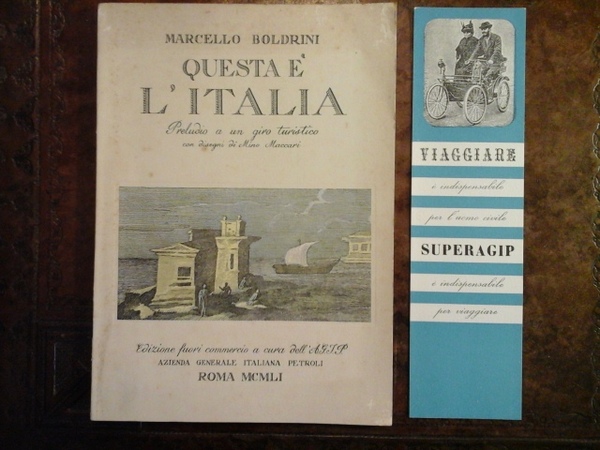 MARCELLO BOLDRINI
QUESTA E'
L'ITALIA
Preludio a un giro turistico
con disegni di Mino Maccari
Edizione fuori commercio a cura dell'AGIP
AZIENDA GENERALE ITALIANA PETROLI
ROMA MCMLI
VIAGGIARE
è indispensabile
per l'uomo civile
SUPERAGIP
è indispensabile
per viaggiare